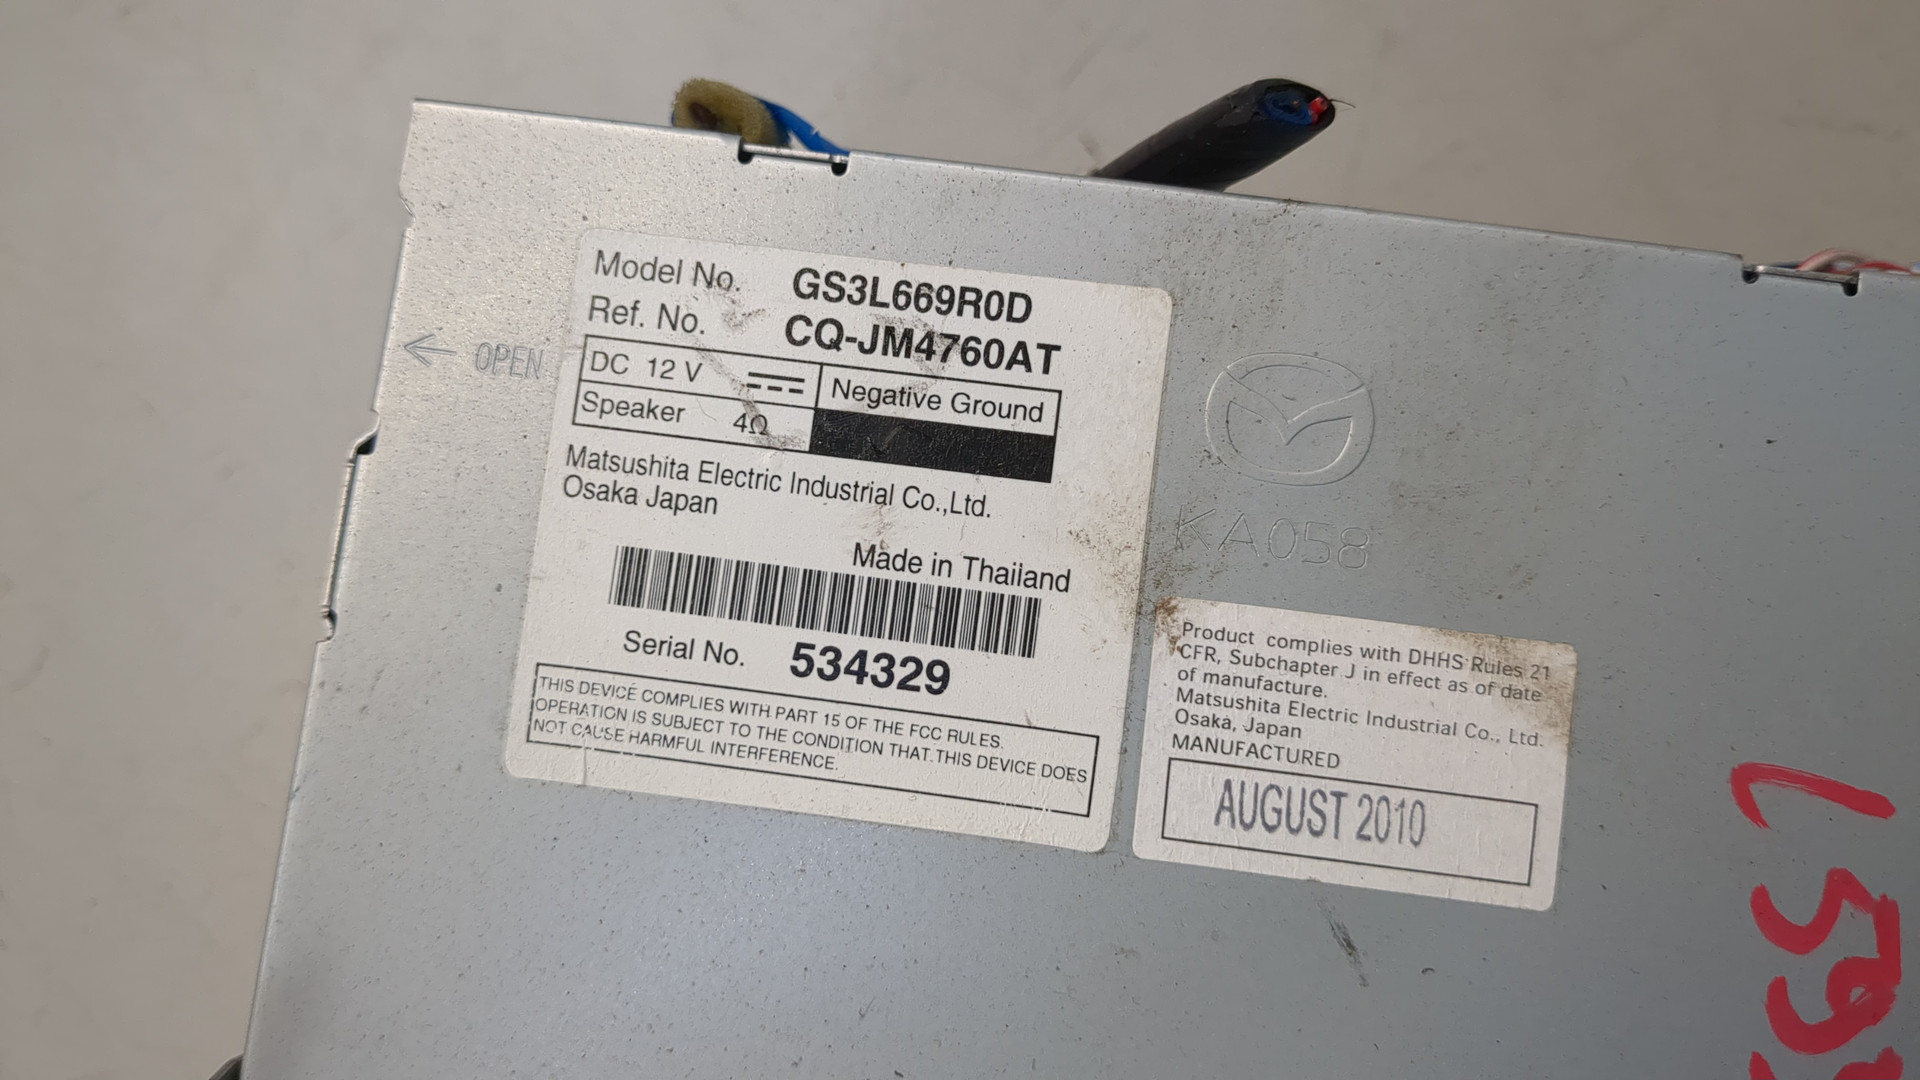 Model No. GS3L669R0D
Ref. No. CQ-JM4760AT
DC 12 V Negative Ground
Speaker 4Ω
Matsushita Electric Industrial Co.,Ltd.
Osaka Japan
Made in Thailand
Serial No. 534329
THIS DEVICE COMPLIES WITH PART 15 OF THE FCC RULES.
OPERATION IS SUBJECT TO THE CONDITION THAT THIS DEVICE DOES
NOT CAUSE HARMFUL INTERFERENCE.
OPEN
KA058
Product complies with DHHS Rules 21
CFR, Subchapter J in effect as of date
of manufacture.
Matsushita Electric Industrial Co., Ltd.
Osaka, Japan
MANUFACTURED
AUGUST 2010